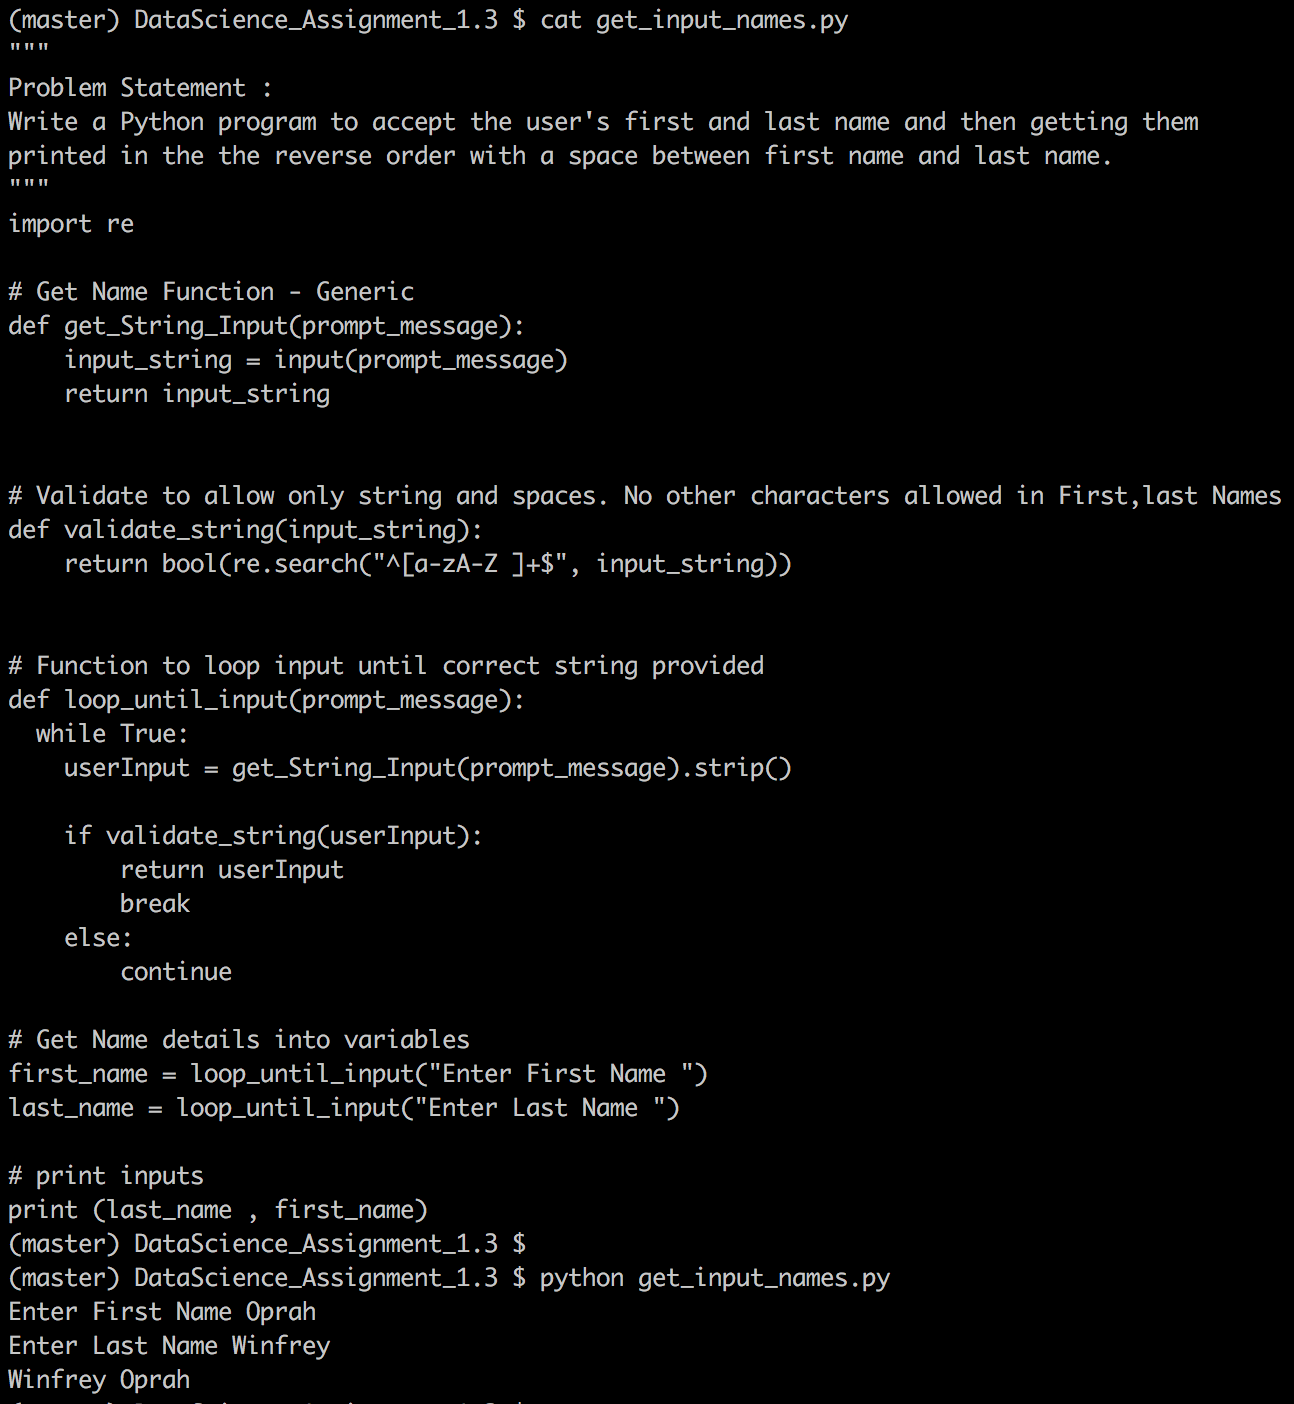 (master) DataScience_Assignment_1.3 $ cat get_input_names.py
"""
Problem Statement :
Write a Python program to accept the user's first and last name and then getting them
printed in the the reverse order with a space between first name and last name.
"""
import re

# Get Name Function - Generic
def get_String_Input(prompt_message):
    input_string = input(prompt_message)
    return input_string


# Validate to allow only string and spaces. No other characters allowed in First,last Names
def validate_string(input_string):
    return bool(re.search("^[a-zA-Z ]+$", input_string))


# Function to loop input until correct string provided
def loop_until_input(prompt_message):
  while True:
    userInput = get_String_Input(prompt_message).strip()

    if validate_string(userInput):
        return userInput
        break
    else:
        continue

# Get Name details into variables
first_name = loop_until_input("Enter First Name ")
last_name = loop_until_input("Enter Last Name ")

# print inputs
print (last_name , first_name)
(master) DataScience_Assignment_1.3 $
(master) DataScience_Assignment_1.3 $ python get_input_names.py
Enter First Name Oprah
Enter Last Name Winfrey
Winfrey Oprah